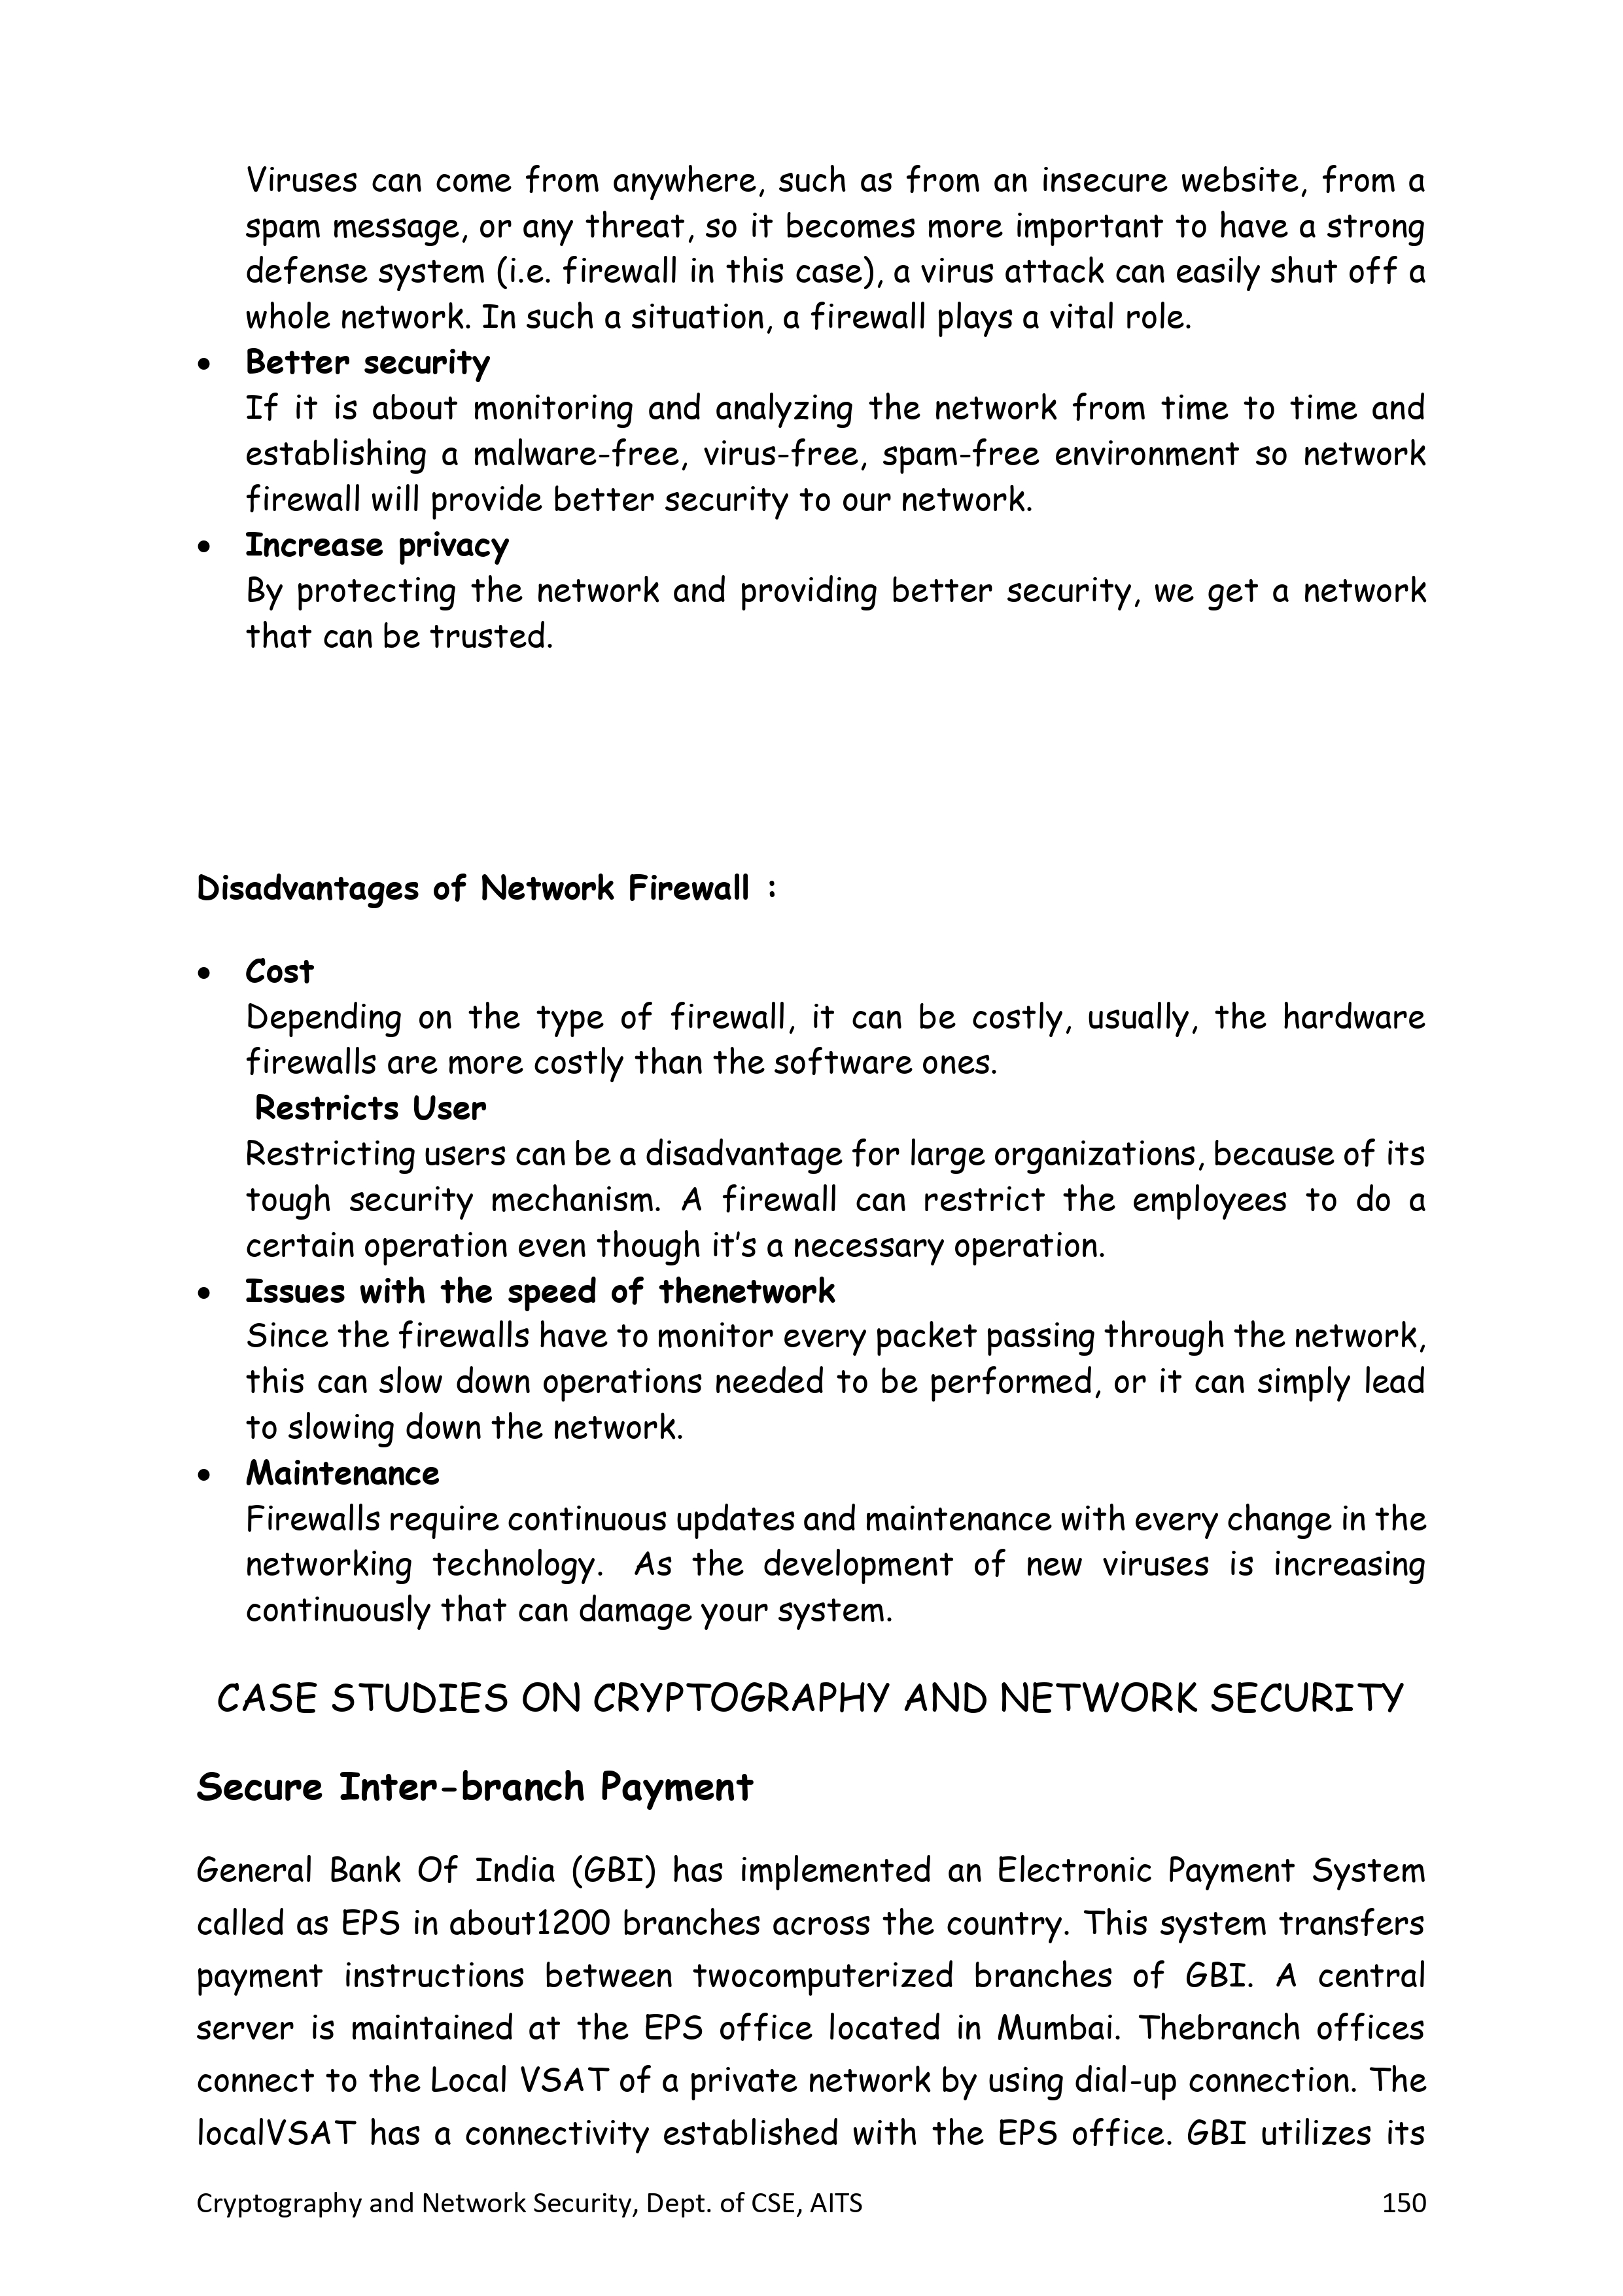 Viruses can come from anywhere, such as from an insecure website, from a
spam message, or any threat, so it becomes more important to have a strong
defense system (i.e. firewall in this case), a virus attack can easily shut off a
whole network. In such a situation, a firewall plays a vital role.
• Better security
If it is about monitoring and analyzing the network from time to time and
establishing a malware-free, virus-free, spam-free environment so network
firewall will provide better security to our network.
• Increase privacy
By protecting the network and providing better security, we get a network
that can be trusted.
Disadvantages of Network Firewall :
• Cost
Depending on the type of firewall, it can be costly, usually, the hardware
firewalls are more costly than the software ones.
Restricts User
Restricting users can be a disadvantage for large organizations, because of its
tough security mechanism. A firewall can restrict the employees to do a
certain operation even though it's a necessary operation.
• Issues with the speed of thenetwork
Since the firewalls have to monitor every packet passing through the network,
this can slow down operations needed to be performed, or it can simply lead
to slowing down the network.
• Maintenance
Firewalls require continuous updates and maintenance with every change in the
networking technology. As the development of new viruses is increasing
continuously that can damage your system.
CASE STUDIES ON CRYPTOGRAPHY AND NETWORK SECURITY
Secure Inter-branch Payment
General Bank Of India (GBI) has implemented an Electronic Payment System
called as EPS in about1200 branches across the country. This system transfers
payment instructions between twocomputerized branches of GBI. A central
server is maintained at the EPS office located in Mumbai. Thebranch offices
connect to the Local VSAT of a private network by using dial-up connection. The
localVSAT has a connectivity established with the EPS office. GBI utilizes its
Cryptography and Network Security, Dept. of CSE, AITS 150